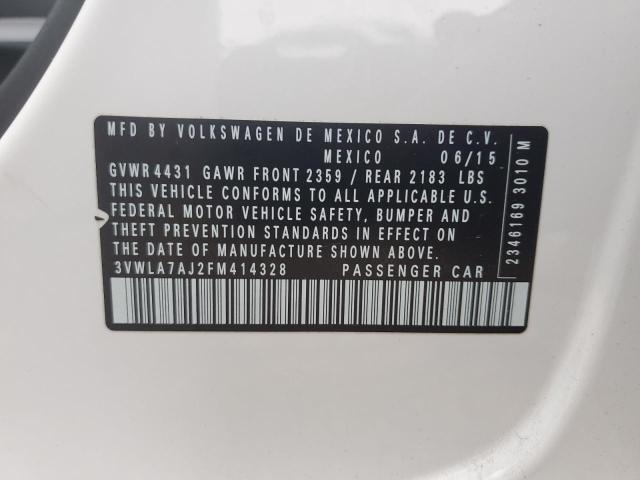 MFD BY VOLKSWAGEN DE MEXICO S.A. DE C.V.
MEXICO 06/15
GVWR 4431 GAWR FRONT 2359 / REAR 2183 LBS
THIS VEHICLE CONFORMS TO ALL APPLICABLE U.S.
FEDERAL MOTOR VEHICLE SAFETY, BUMPER AND
THEFT PREVENTION STANDARDS IN EFFECT ON
THE DATE OF MANUFACTURE SHOWN ABOVE.
3VWLA7AJ2FM414328 PASSENGER CAR
2346169 3010 M